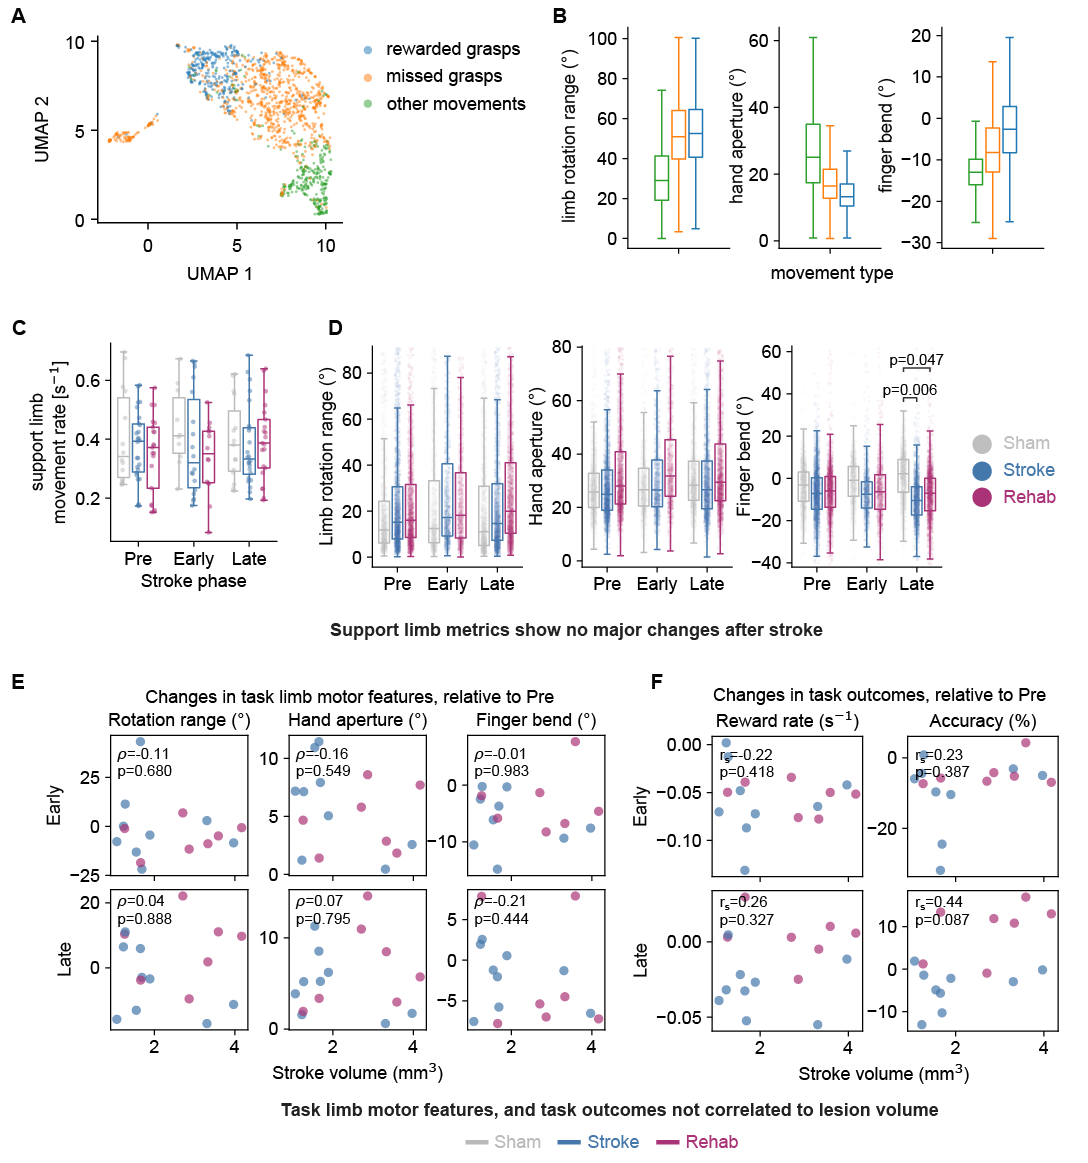 A
UMAP 2
10
5
0
0
5
10
UMAP 1
rewarded grasps
missed grasps
other movements
B
limb rotation range (°)
100
80
60
40
20
0
hand aperture (°)
60
40
20
0
finger bend (°)
20
10
0
−10
−20
−30
movement type
C
support limb
movement rate [s⁻¹]
0.6
0.4
0.2
Pre Early Late
Stroke phase
D
Limb rotation range (°)
80
60
40
20
0
Pre Early Late
Hand aperture (°)
80
60
40
20
0
Pre Early Late
Finger bend (°)
60
40
20
0
−20
−40
p=0.047
p=0.006
Pre Early Late
Sham
Stroke
Rehab
Support limb metrics show no major changes after stroke
E
Changes in task limb motor features, relative to Pre
Rotation range (°) Hand aperture (°) Finger bend (°)
Early
25
0
−25
ρ=-0.11
p=0.680
10
5
0
ρ=-0.16
p=0.549
0
−10
ρ=-0.01
p=0.983
Late
20
0
ρ=0.04
p=0.888
2 4
10
0
ρ=0.07
p=0.795
2 4
5
0
−5
ρ=-0.21
p=0.444
2 4
Stroke volume (mm³)
F
Changes in task outcomes, relative to Pre
Reward rate (s⁻¹) Accuracy (%)
Early
0.00
−0.05
−0.10
rₛ=-0.22
p=0.418
0
−20
rₛ=0.23
p=0.387
Late
0.00
−0.05
rₛ=0.26
p=0.327
2 4
10
0
−10
rₛ=0.44
p=0.087
2 4
Stroke volume (mm³)
Task limb motor features, and task outcomes not correlated to lesion volume
Sham Stroke Rehab